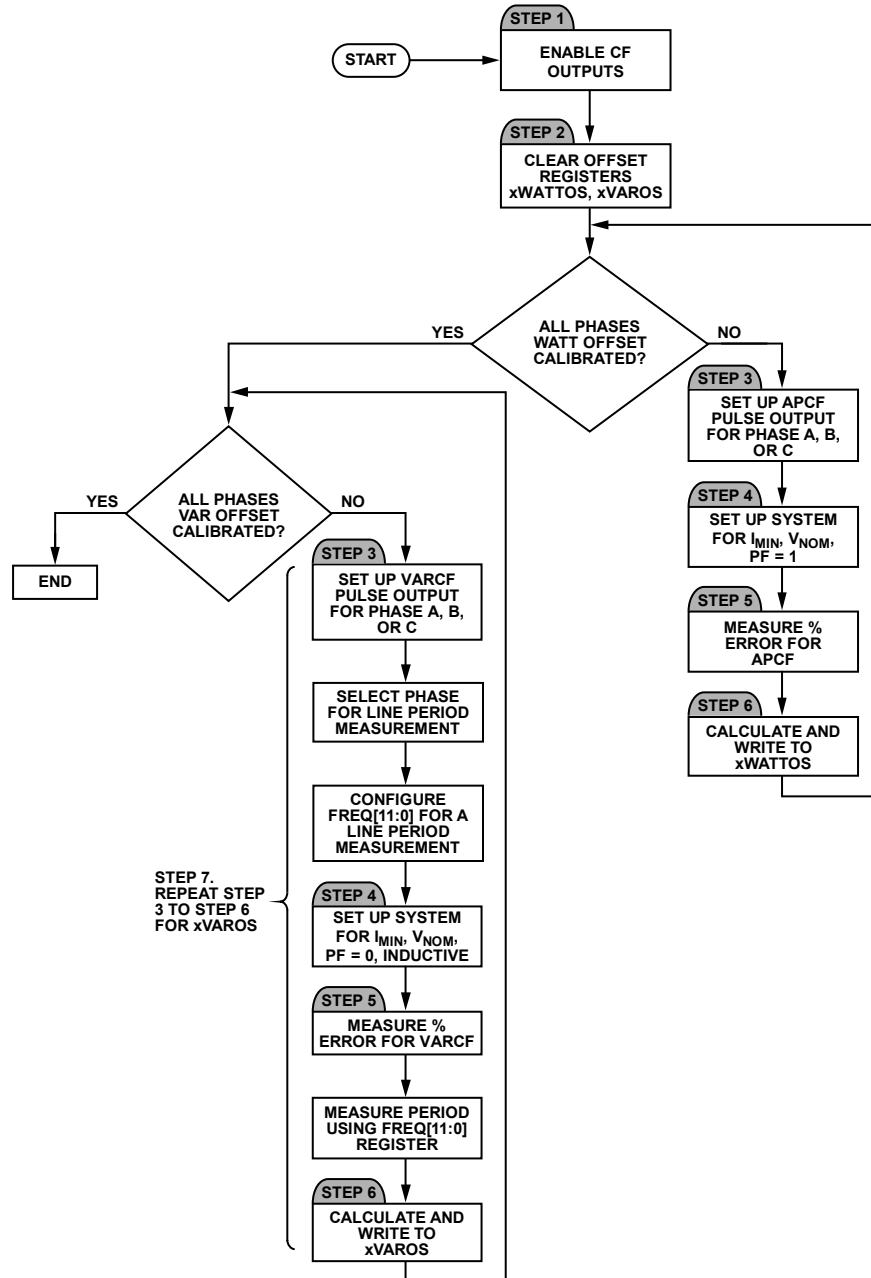 STEP 1
START
ENABLE CF
OUTPUTS
STEP 2
CLEAR OFFSET
REGISTERS
xWATTOS, xVAROS
YES
ALL PHASES
WATT OFFSET
CALIBRATED?
NO
STEP 3
SET UP APCF
PULSE OUTPUT
FOR PHASE A, B,
OR C
STEP 4
SET UP SYSTEM
FOR IMIN, VNOM,
PF = 1
STEP 5
MEASURE %
ERROR FOR
APCF
STEP 6
CALCULATE AND
WRITE TO
xWATTOS
YES
ALL PHASES
VAR OFFSET
CALIBRATED?
NO
END
STEP 3
SET UP VARCF
PULSE OUTPUT
FOR PHASE A, B,
OR C
SELECT PHASE
FOR LINE PERIOD
MEASUREMENT
CONFIGURE
FREQ[11:0] FOR A
LINE PERIOD
MEASUREMENT
STEP 7.
REPEAT STEP
3 TO STEP 6
FOR xVAROS
STEP 4
SET UP SYSTEM
FOR IMIN, VNOM,
PF = 0, INDUCTIVE
STEP 5
MEASURE %
ERROR FOR VARCF
MEASURE PERIOD
USING FREQ[11:0]
REGISTER
STEP 6
CALCULATE AND
WRITE TO
xVAROS